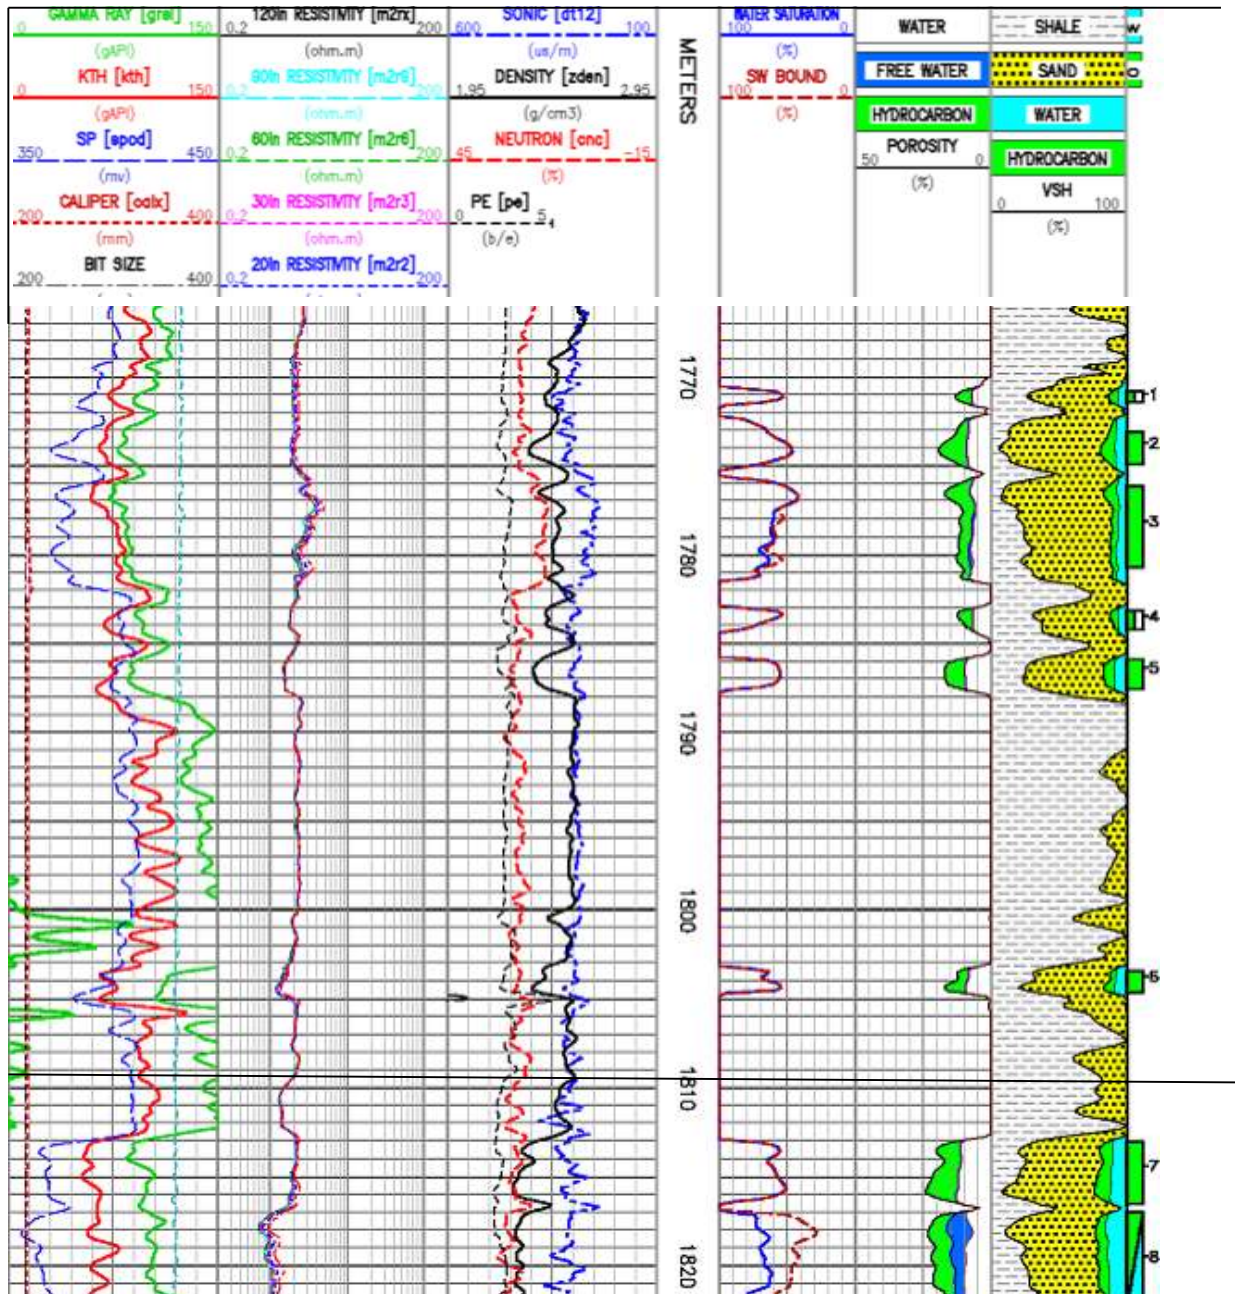 GAMMA RAY [grsl]
0 150
(gAPI)
KTH [kth]
0 150
(gAPI)
SP [spod]
350 450
(mv)
CALIPER [calx]
200 400
(mm)
BIT SIZE
200 400
120in RESISTIVITY [m2rx]
0.2 200
(ohm.m)
90in RESISTIVITY [m2r9]
0.2 200
(ohm.m)
60in RESISTIVITY [m2r6]
0.2 200
(ohm.m)
30in RESISTIVITY [m2r3]
0.2 200
(ohm.m)
20in RESISTIVITY [m2r2]
0.2 200
SONIC [dt12]
600 100
(us/m)
DENSITY [zden]
1.95 2.95
(g/cm3)
NEUTRON [cnc]
45 -15
(%)
PE [pe]
0 5
(b/e)
METERS
WATER SATURATION
100 0
(%)
SW BOUND
100 0
(%)
WATER
FREE WATER
HYDROCARBON
POROSITY
50 0
(%)
SHALE
SAND
WATER
HYDROCARBON
VSH
0 100
(%)
W
O
1770
1780
1790
1800
1810
1820
1
2
3
4
5
6
7
8